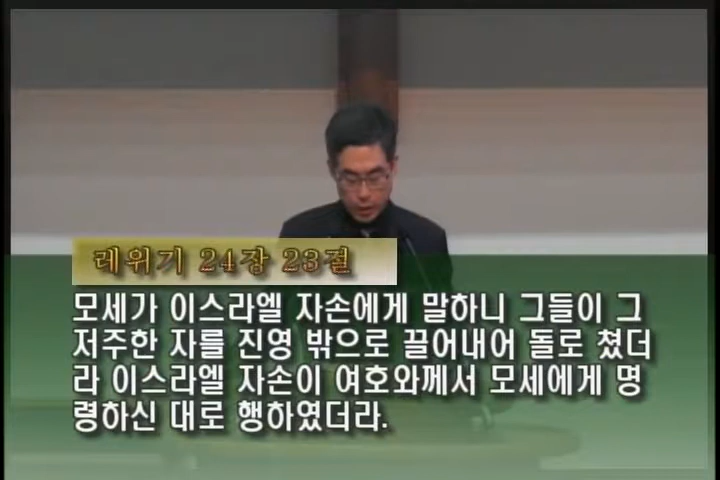 레위기 24장 23절
모세가 이스라엘 자손에게 말하니 그들이 그
저주한 자를 진영 밖으로 끌어내어 돌로 쳤더
라 이스라엘 자손이 여호와께서 모세에게 명
령하신 대로 행하였더라.